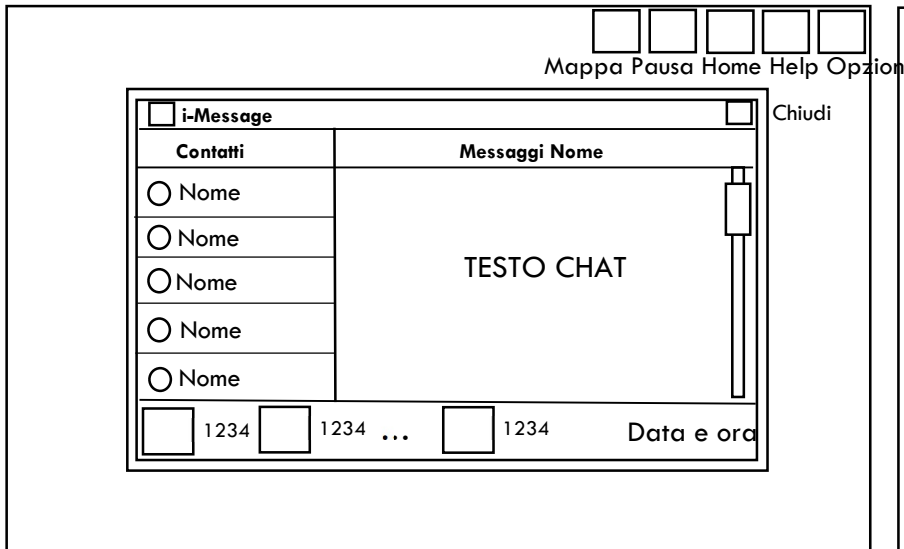 Mappa Pausa Home Help Opzion
i-Message
Chiudi
Contatti
Messaggi Nome
Nome
Nome
TESTO CHAT
Nome
Nome
Nome
1234
1234
...
1234
Data e ora